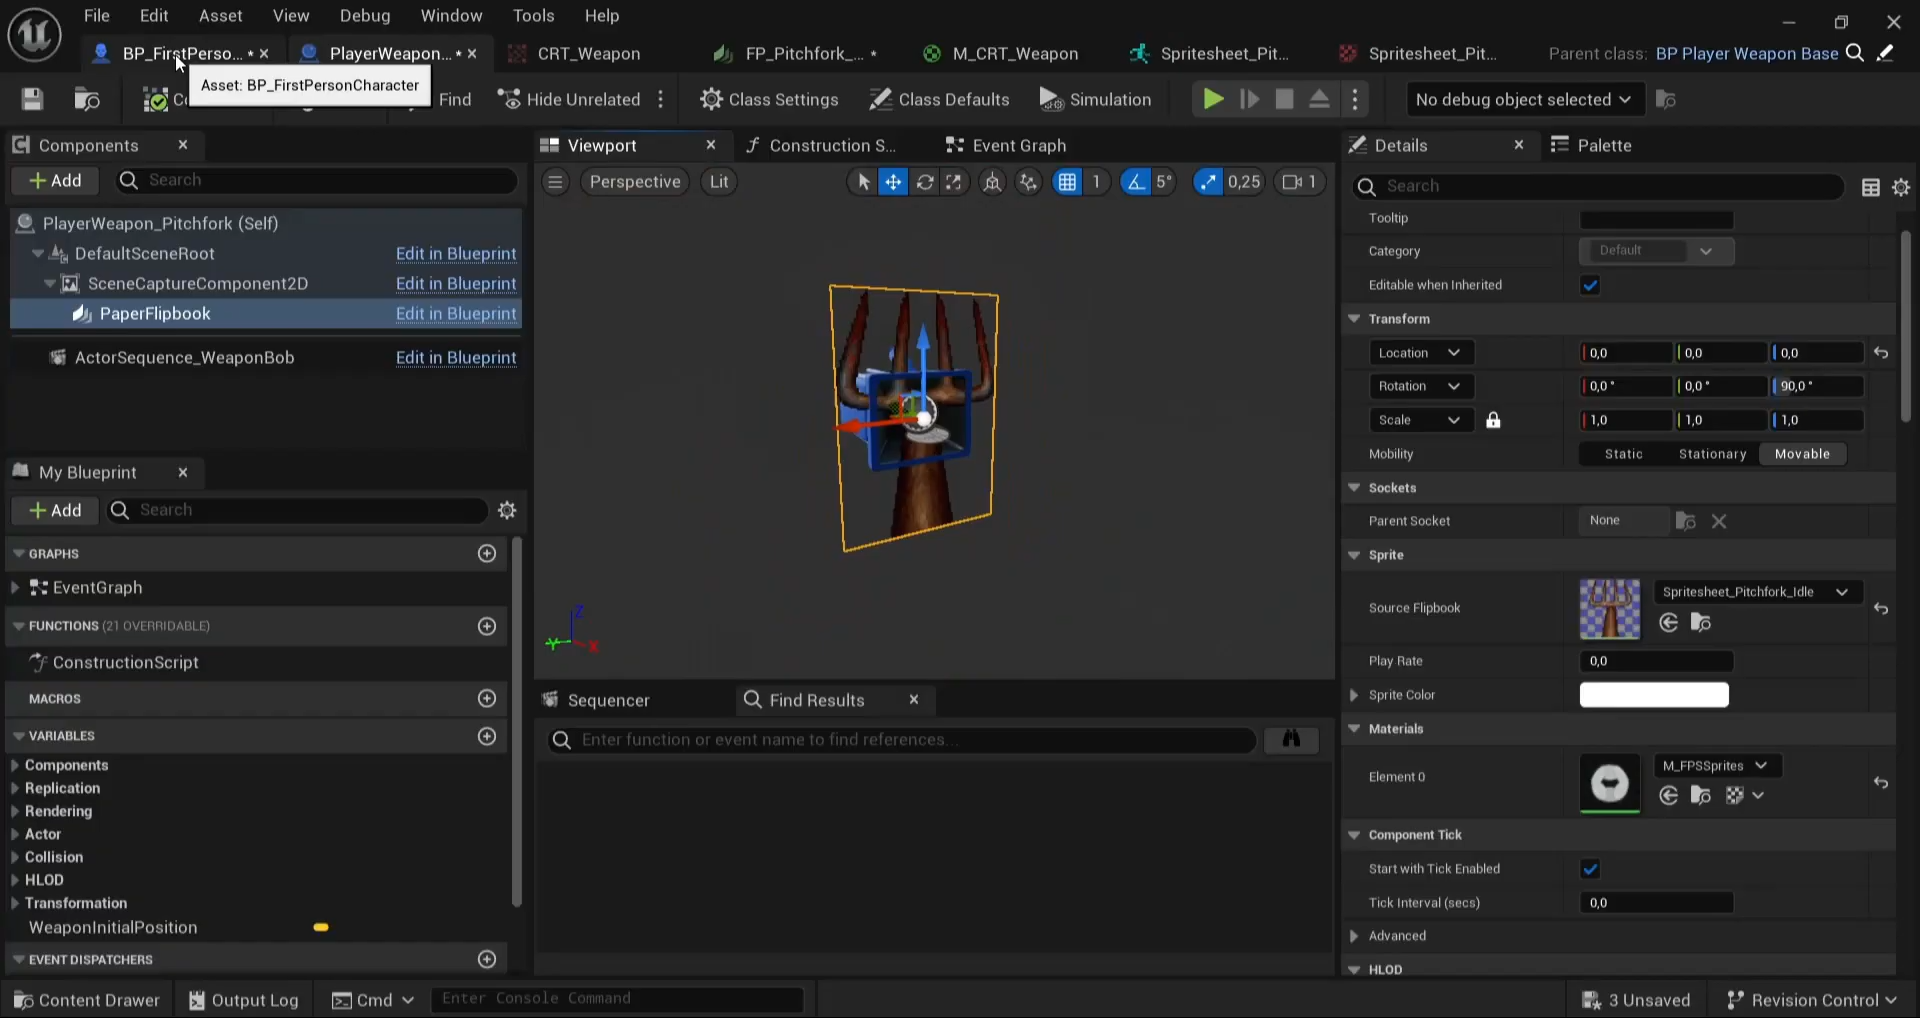 File Edit Asset View Debug Window Tools Help
BP_FirstPerso... * PlayerWeapon... * CRT_Weapon FP_Pitchfork_... * M_CRT_Weapon Spritesheet_Pit... Spritesheet_Pit... Parent class: BP Player Weapon Base
Asset: BP_FirstPersonCharacter
Find Hide Unrelated Class Settings Class Defaults Simulation No debug object selected
Components
Viewport
Construction S...
Event Graph
Details
Palette
Add Search
Perspective Lit 1 5° 0,25 1
Search
PlayerWeapon_Pitchfork (Self)
DefaultSceneRoot Edit in Blueprint
SceneCaptureComponent2D Edit in Blueprint
PaperFlipbook Edit in Blueprint
ActorSequence_WeaponBob Edit in Blueprint
My Blueprint
Add Search
GRAPHS
EventGraph
FUNCTIONS (21 OVERRIDABLE)
ConstructionScript
MACROS
VARIABLES
Components
Replication
Rendering
Actor
Collision
HLOD
Transformation
WeaponInitialPosition
EVENT DISPATCHERS
Z
Y
X
Sequencer
Find Results
Enter function or event name to find references...
Tooltip
Category Default
Editable when Inherited
Transform
Location 0,0 0,0 0,0
Rotation 0,0 ° 0,0 ° 90,0 °
Scale 1,0 1,0 1,0
Mobility Static Stationary Movable
Sockets
Parent Socket None
Sprite
Source Flipbook Spritesheet_Pitchfork_Idle
Play Rate 0,0
Sprite Color
Materials
Element 0 M_FPSSprites
Component Tick
Start with Tick Enabled
Tick Interval (secs) 0,0
Advanced
HLOD
Content Drawer Output Log Cmd Enter Console Command 3 Unsaved Revision Control